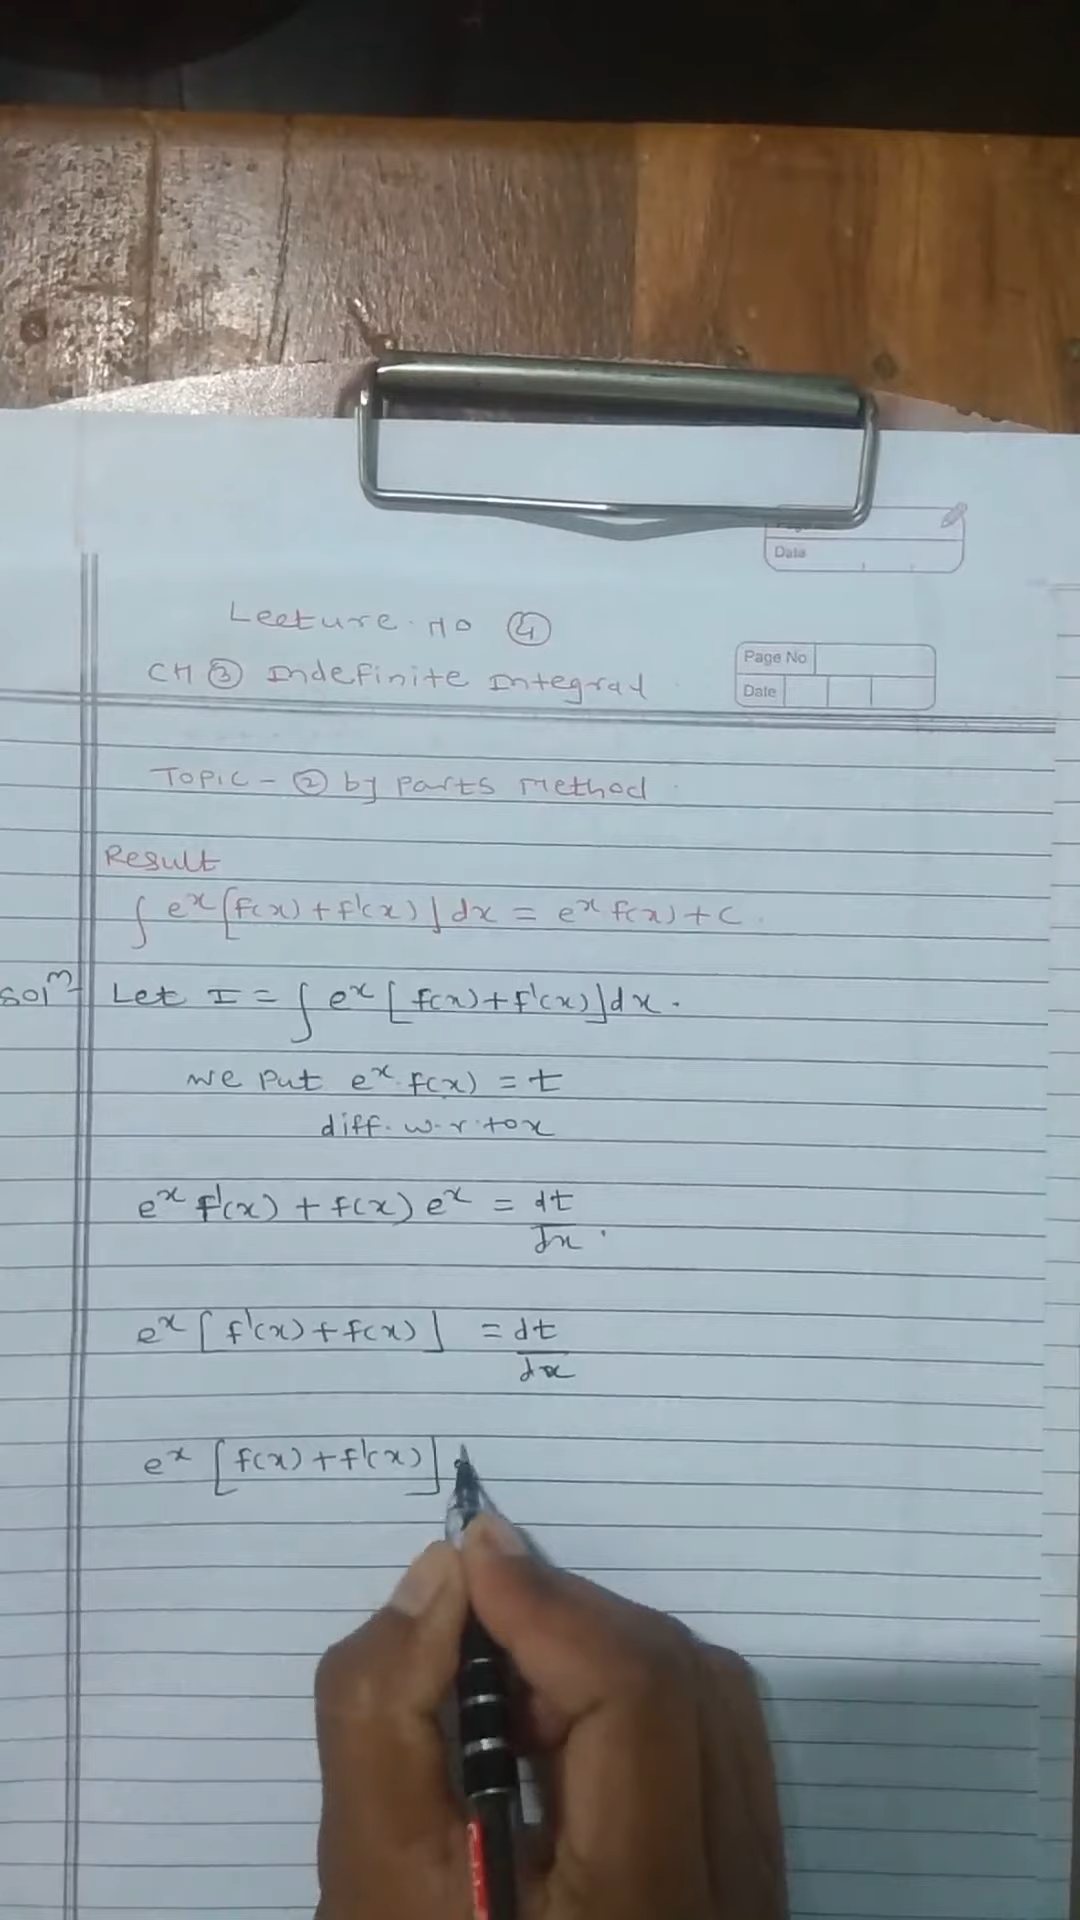 Data
Lecture.no ④
CH ③ Indefinite Integral
Page No
Date
Topic - ② by parts method
Result
∫ eˣ [f(x) + f'(x)] dx = eˣ f(x) + c.
Solⁿ Let I = ∫ eˣ [f(x) + f'(x)] dx.
we put eˣ. f(x) = t
diff. w.r.to x
eˣ f'(x) + f(x) eˣ = dt/dx.
eˣ [f'(x) + f(x)] = dt/dx
eˣ [f(x) + f'(x)]